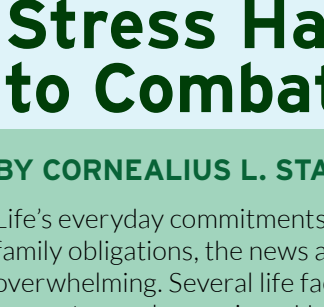 Stress Ha
to Combat
BY CORNEALIUS L. STA
Life's everyday commitments
family obligations, the news a
overwhelming. Several life fa